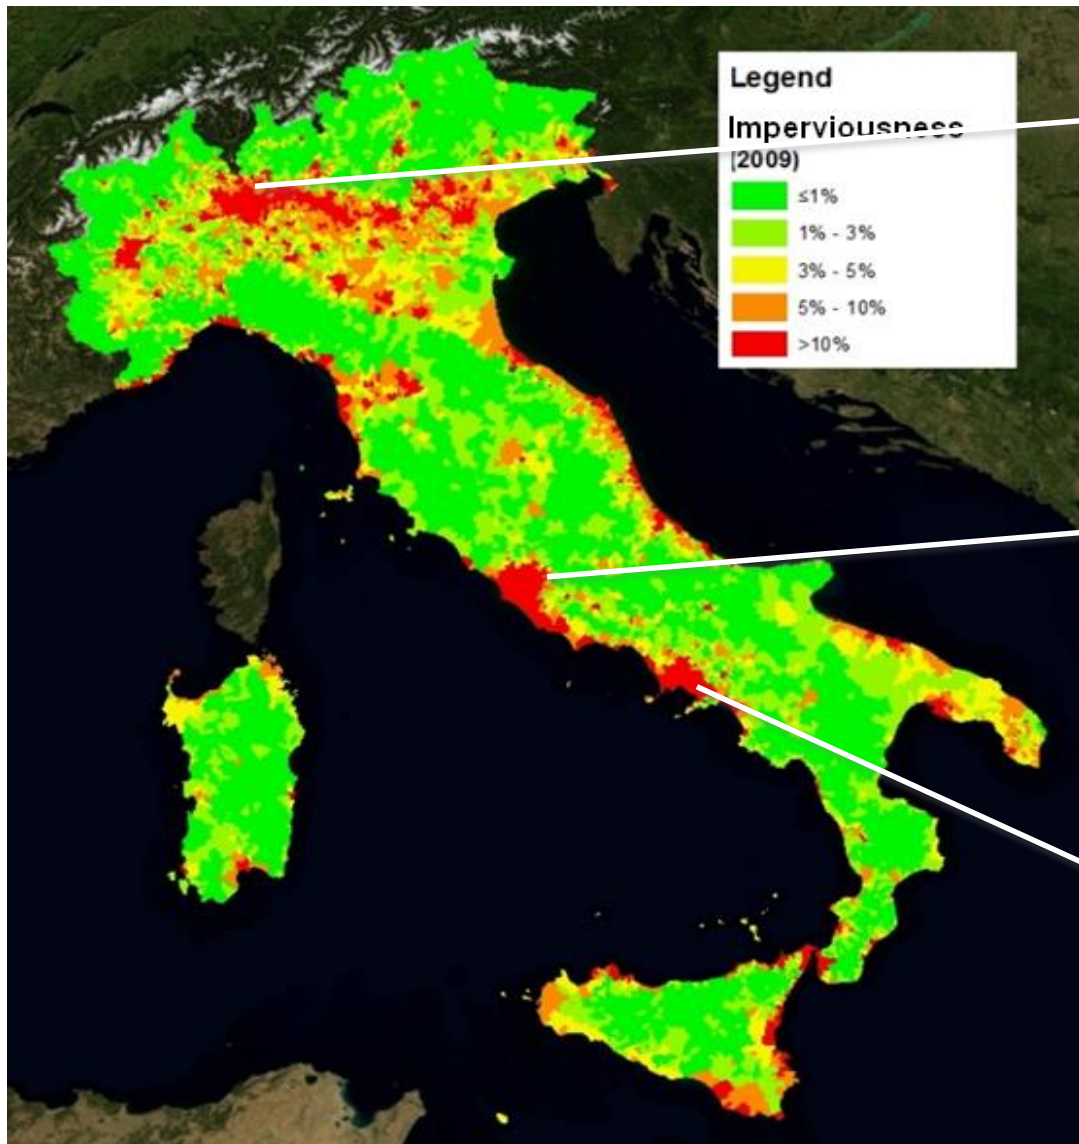 Legend
Imperviousness
(2009)
≤1%
1% - 3%
3% - 5%
5% - 10%
>10%